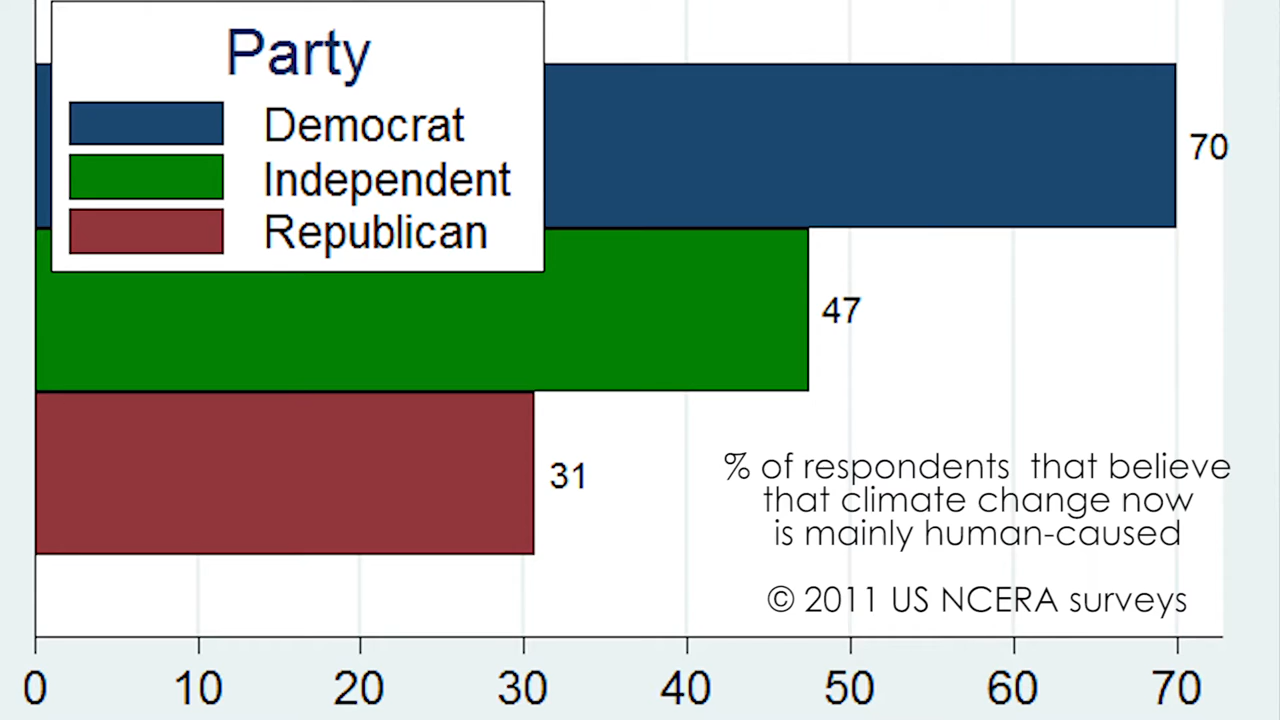 Party
Democrat
Independent
Republican
70
47
31
% of respondents  that believe
that climate change now
is mainly human-caused
© 2011 US NCERA surveys
0 10 20 30 40 50 60 70